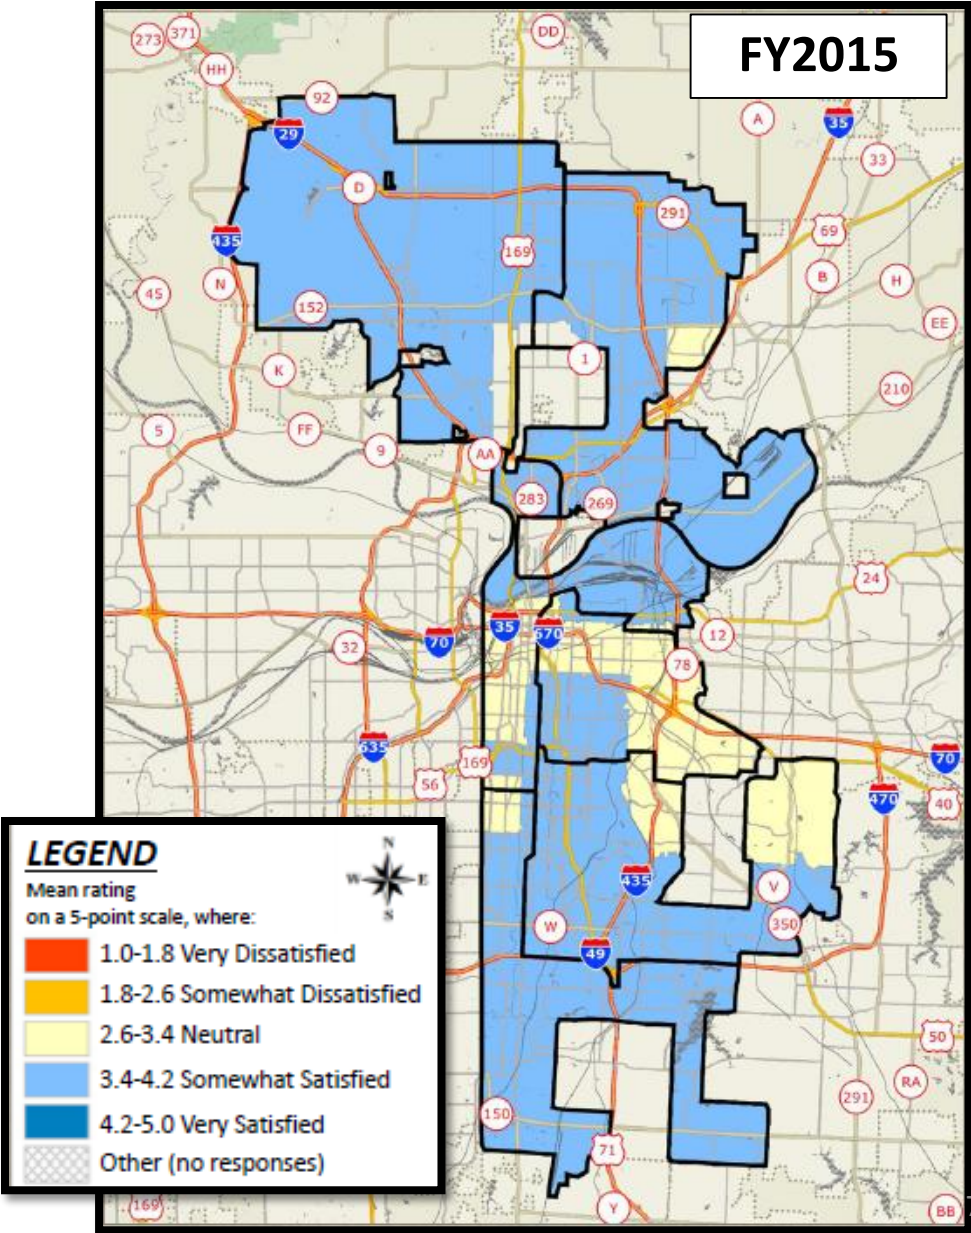 FY2015
DD
273
371
HH
92
A
35
29
33
D
291
69
435
169
B
H
N
45
152
EE
1
K
210
5
FF
9
AA
283
269
24
35
670
12
70
32
78
635
169
70
56
470
40
LEGEND
N
W E
S
Mean rating
on a 5-point scale, where:
1.0-1.8 Very Dissatisfied
1.8-2.6 Somewhat Dissatisfied
2.6-3.4 Neutral
3.4-4.2 Somewhat Satisfied
4.2-5.0 Very Satisfied
Other (no responses)
435
V
W
350
49
50
RA
291
150
71
169
Y
BB